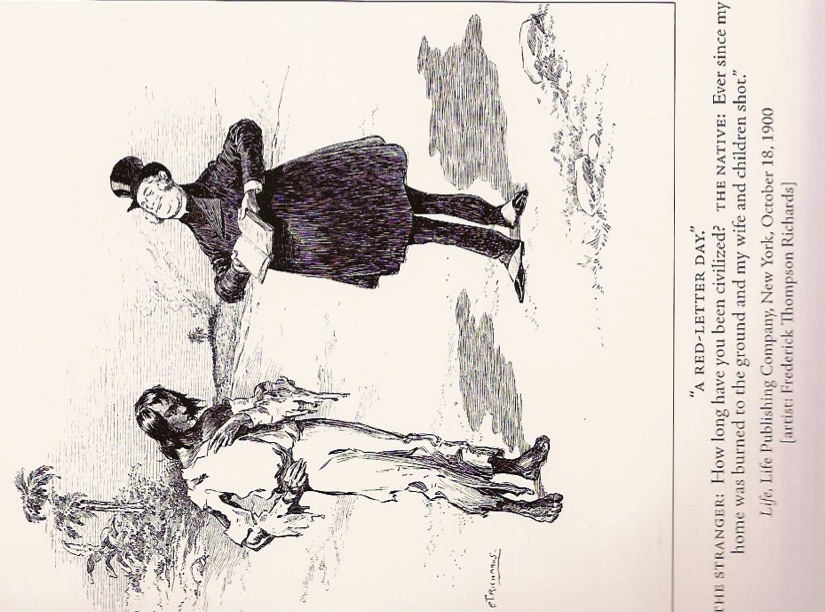 F.T. RICHARDS.
"A RED-LETTER DAY."
THE STRANGER: How long have you been civilized? THE NATIVE: Ever since my
home was burned to the ground and my wife and children shot."
Life, Life Publishing Company, New York, October 18, 1900
[artist: Frederick Thompson Richards]